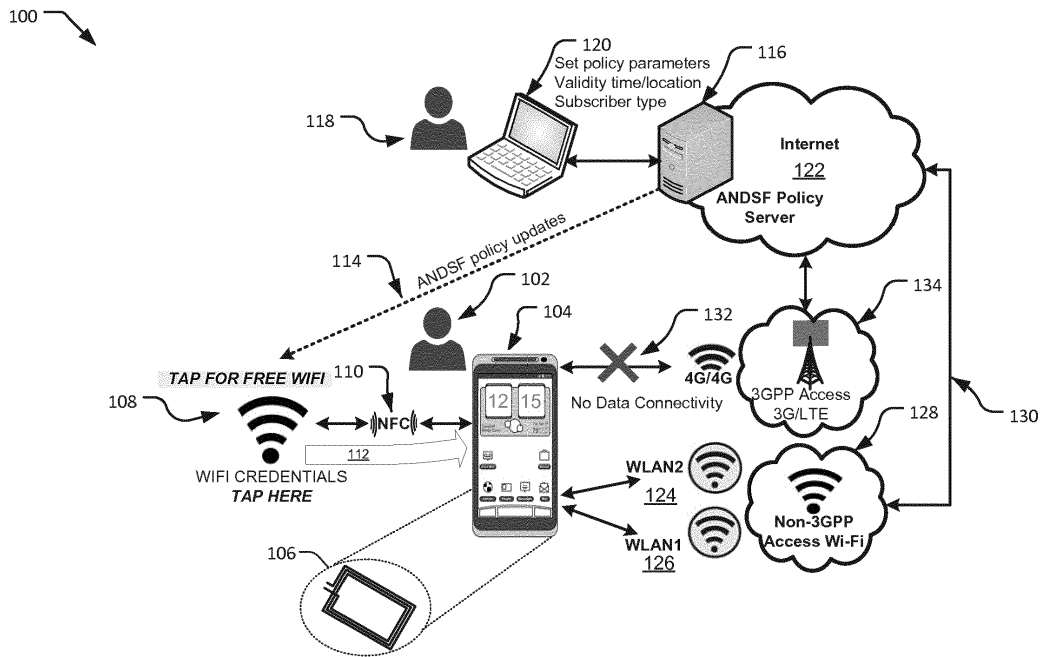 100
120
Set policy parameters
Validity time/location
Subscriber type
116
118
Internet
122
ANDSF Policy
Server
ANDSF policy updates
114
102
104
132
134
4G/4G
3GPP Access
3G/LTE
No Data Connectivity
TAP FOR FREE WIFI
110
108
NFC
112
WIFI CREDENTIALS
TAP HERE
12 15
128
130
WLAN2
124
WLAN1
126
Non-3GPP
Access Wi-Fi
106